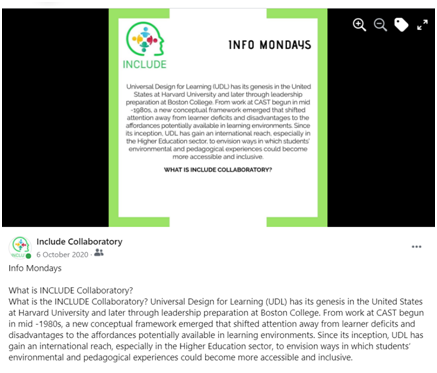 INFO MONDAYS
INCLUDE
Universal Design for Learning (UDL) has its genesis in the United
States at Harvard University and later through leadership
preparation at Boston College. From work at CAST begun in mid
-1980s, a new conceptual framework emerged that shifted
attention away from learner deficits and disadvantages to the
affordances potentially available in learning environments. Since
its inception, UDL has gain an international reach, especially in
the Higher Education sector, to envision ways in which students'
environmental and pedagogical experiences could become
more accessible and inclusive.
WHAT IS INCLUDE COLLABORATORY?
Include Collaboratory
6 October 2020 ·
Info Mondays
What is INCLUDE Collaboratory?
What is the INCLUDE Collaboratory? Universal Design for Learning (UDL) has its genesis in the United States
at Harvard University and later through leadership preparation at Boston College. From work at CAST begun
in mid -1980s, a new conceptual framework emerged that shifted attention away from learner deficits and
disadvantages to the affordances potentially available in learning environments. Since its inception, UDL has
gain an international reach, especially in the Higher Education sector, to envision ways in which students'
environmental and pedagogical experiences could become more accessible and inclusive.